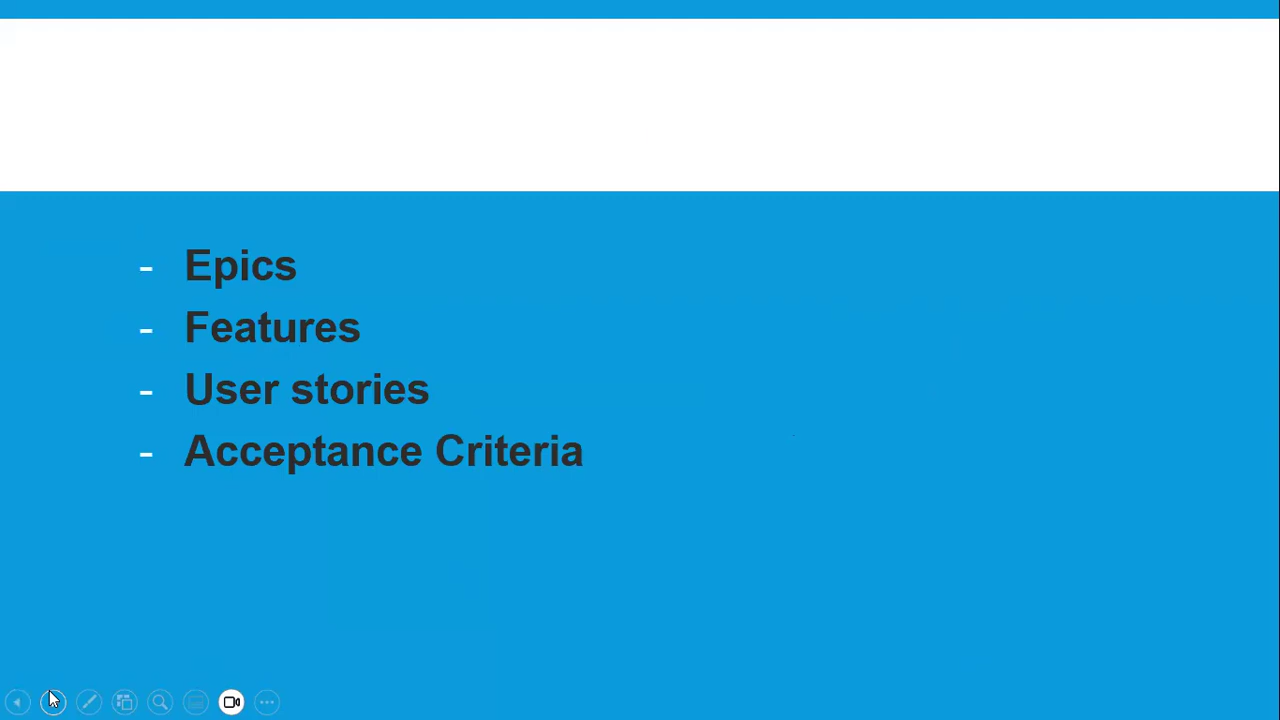 - Epics
- Features
- User stories
- Acceptance Criteria